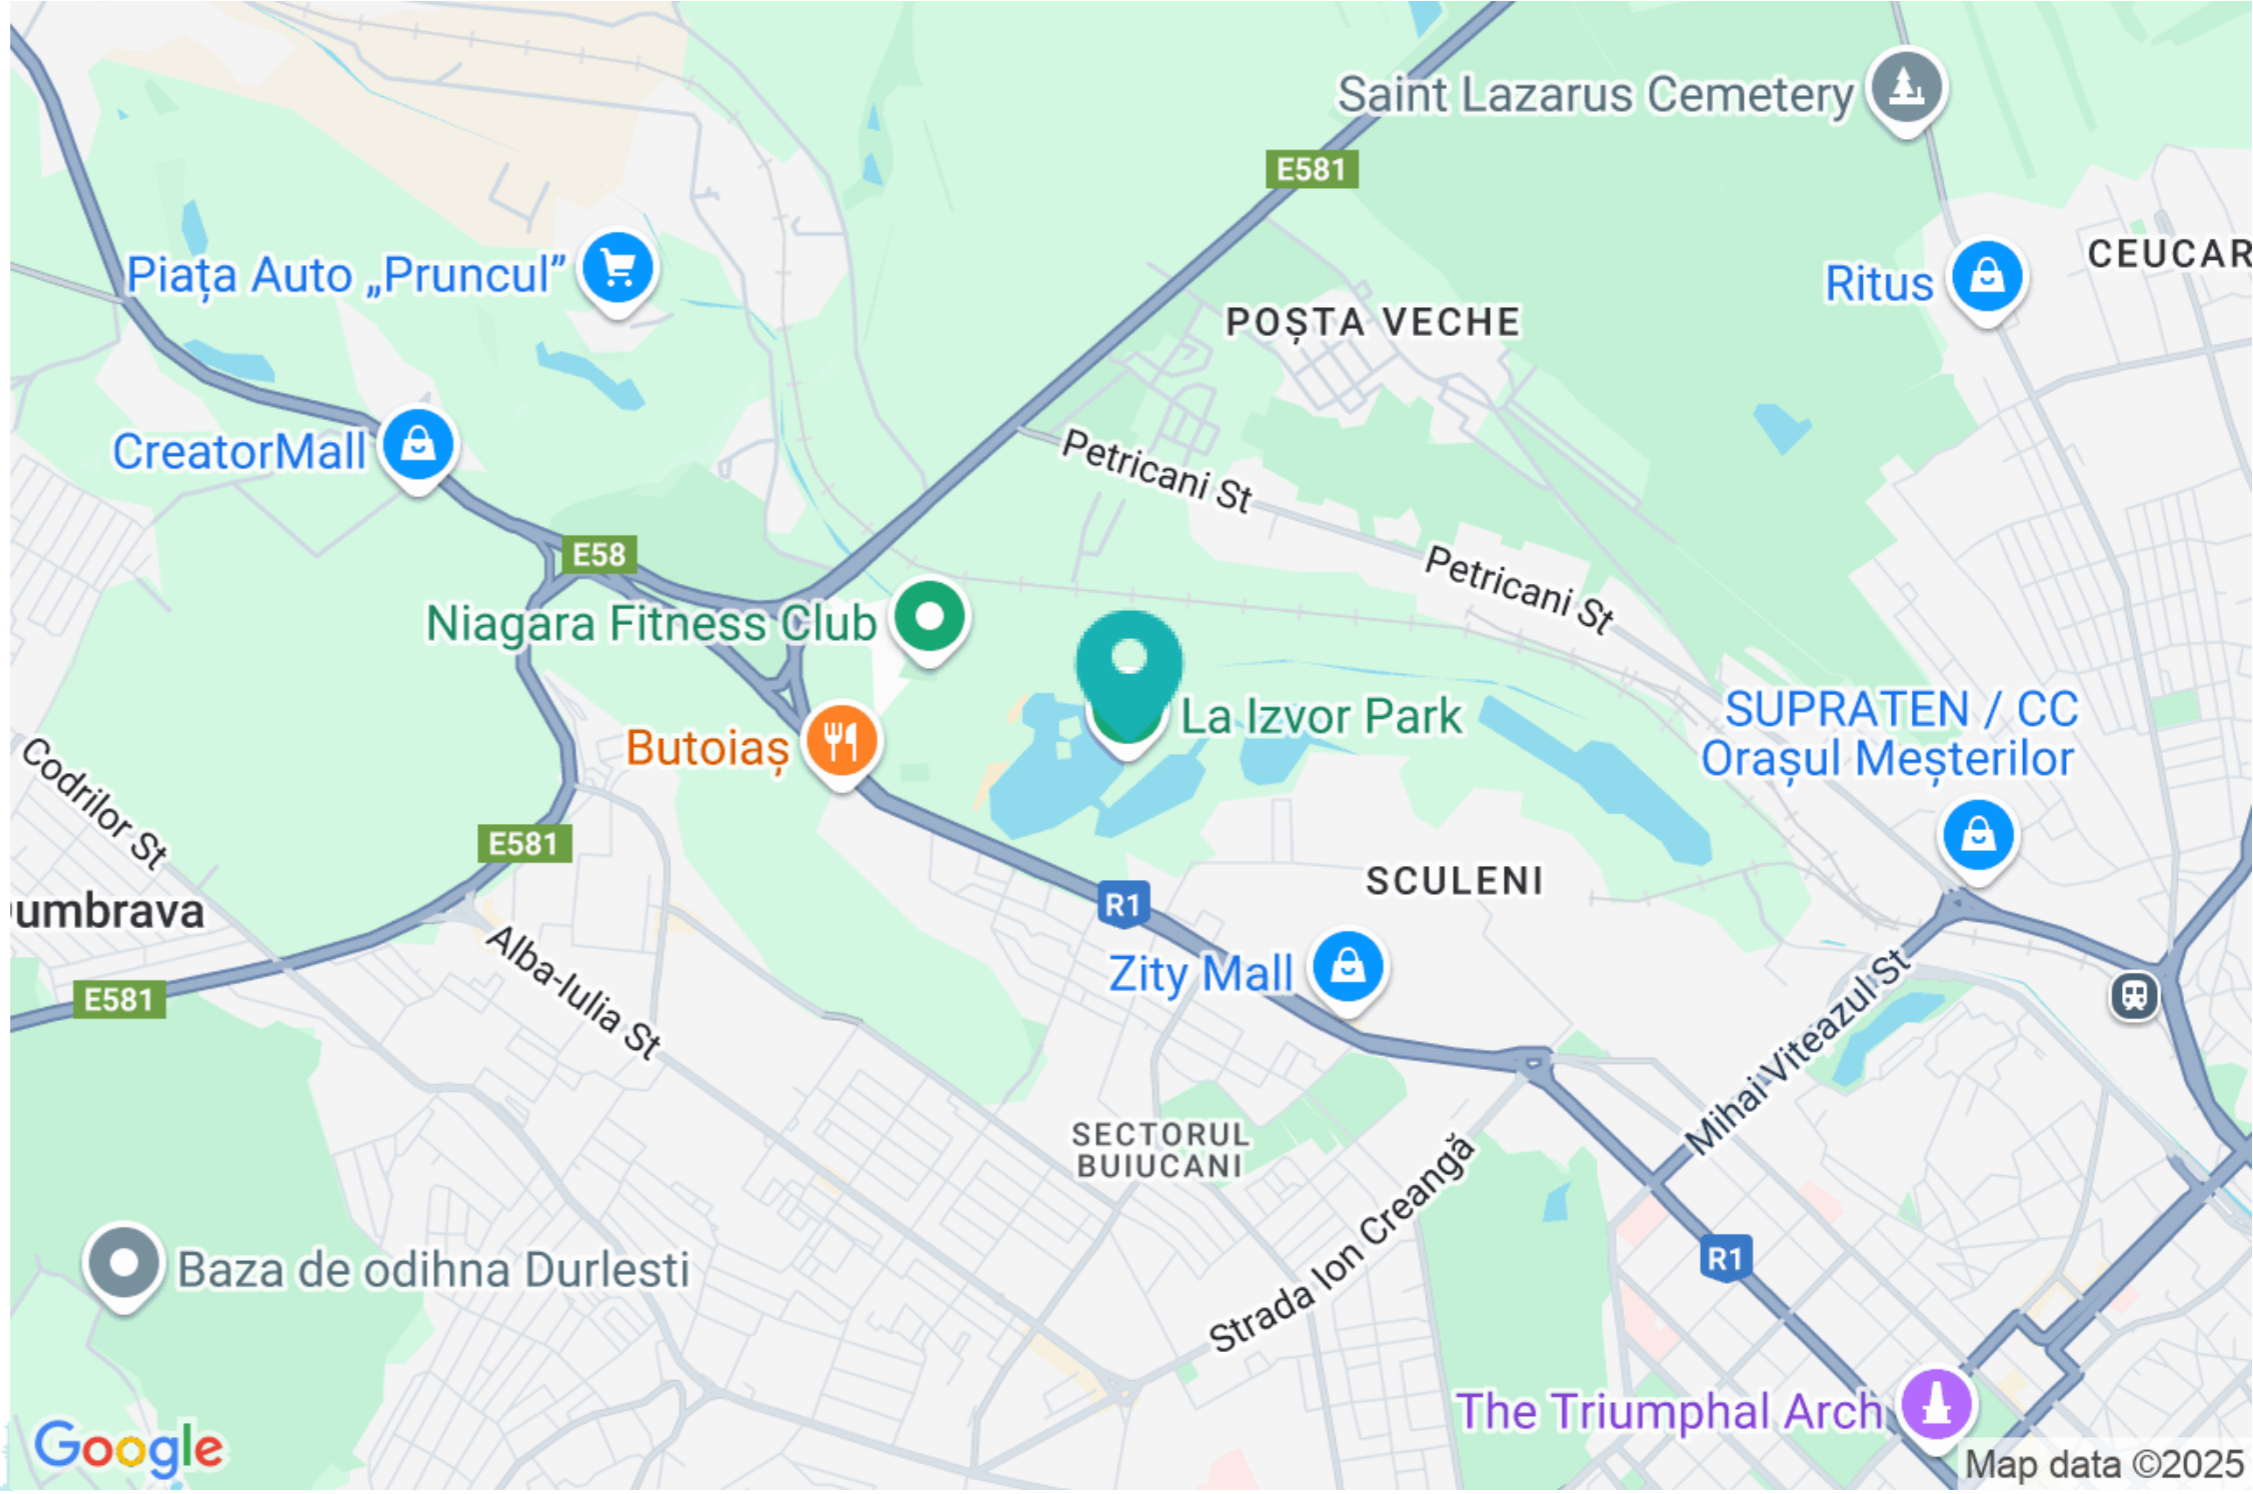 Saint Lazarus Cemetery
E581
CEUCAR
Piața Auto „Pruncul”
Ritus
POȘTA VECHE
CreatorMall
Petricani St
E58
Petricani St
Niagara Fitness Club
La Izvor Park
SUPRATEN / CC
Orașul Meșterilor
Butoiaș
Codrilor St
E581
SCULENI
R1
umbrava
Alba-Iulia St
Zity Mall
E581
Mihai Viteazul St
SECTORUL
BUIUCANI
Strada Ion Creangă
R1
Baza de odihna Durlesti
The Triumphal Arch
Google
Map data ©2025